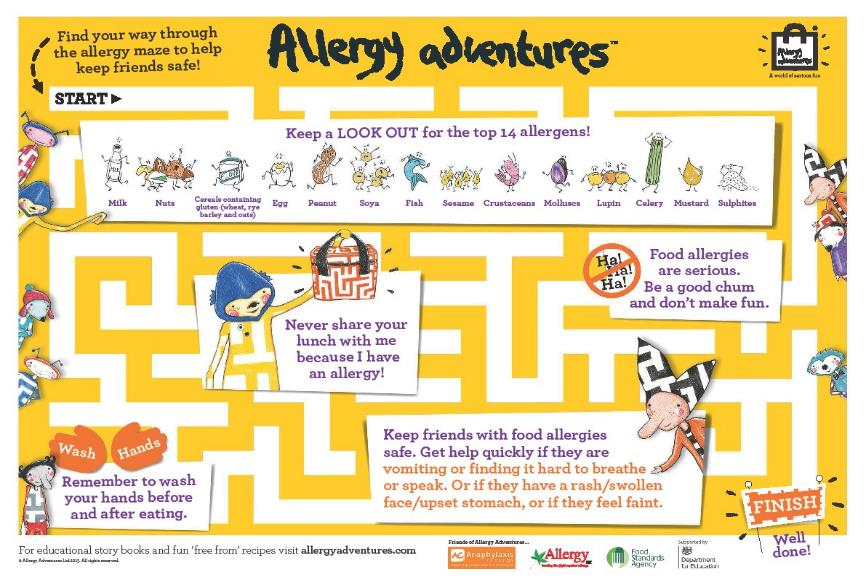 Find your way through
the allergy maze to help
keep friends safe!
Allergy adventures™
Allergy
adventures
A world of serious fun
START
Keep a LOOK OUT for the top 14 allergens!
Milk
Nuts
Cereals containing
gluten (wheat, rye
barley and oats)
Egg
Peanut
Soya
Fish
Sesame
Crustaceans
Molluscs
Lupin
Celery
Mustard
Sulphites
Never share your
lunch with me
because I have
an allergy!
Ha!
Ha!
Ha!
Food allergies
are serious.
Be a good chum
and don't make fun.
Wash Hands
Remember to wash
your hands before
and after eating.
Keep friends with food allergies
safe. Get help quickly if they are
vomiting or finding it hard to breathe
or speak. Or if they have a rash/swollen
face/upset stomach, or if they feel faint.
FINISH
Well
done!
For educational story books and fun 'free from' recipes visit allergyadventures.com
© Allergy Adventures Ltd 2017. All rights reserved.
Friends of Allergy Adventures...
Anaphylaxis
Allergy
Food
Standards
Agency
Supported by
Department
for Education